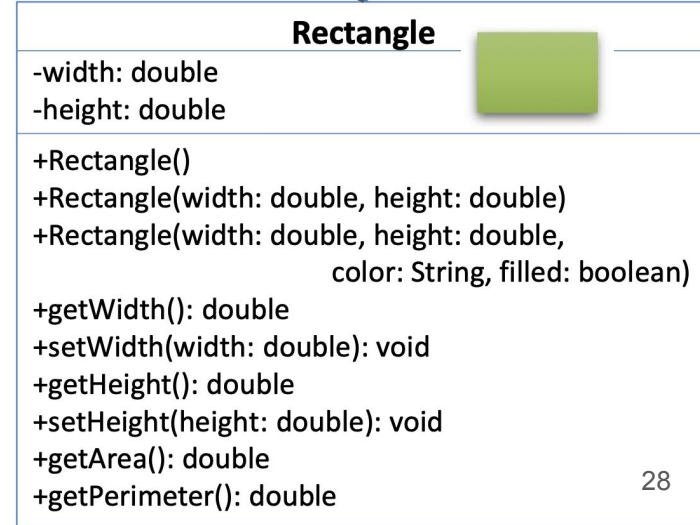 Rectangle
-width: double
-height: double
+Rectangle()
+Rectangle(width: double, height: double)
+Rectangle(width: double, height: double,
color: String, filled: boolean)
+getWidth(): double
+setWidth(width: double): void
+getHeight(): double
+setHeight(height: double): void
+getArea(): double
+getPerimeter(): double
28